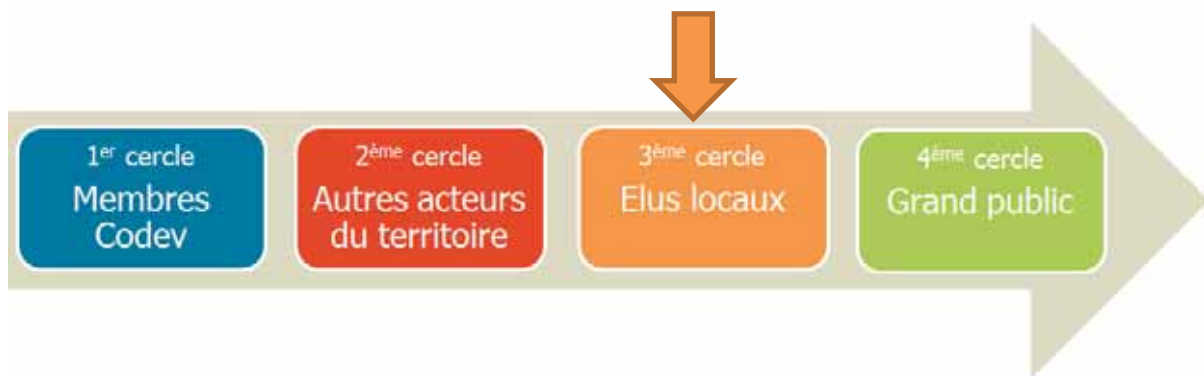 1er cercle
Membres
Codev
2ème cercle
Autres acteurs
du territoire
3ème cercle
Elus locaux
4ème cercle
Grand public